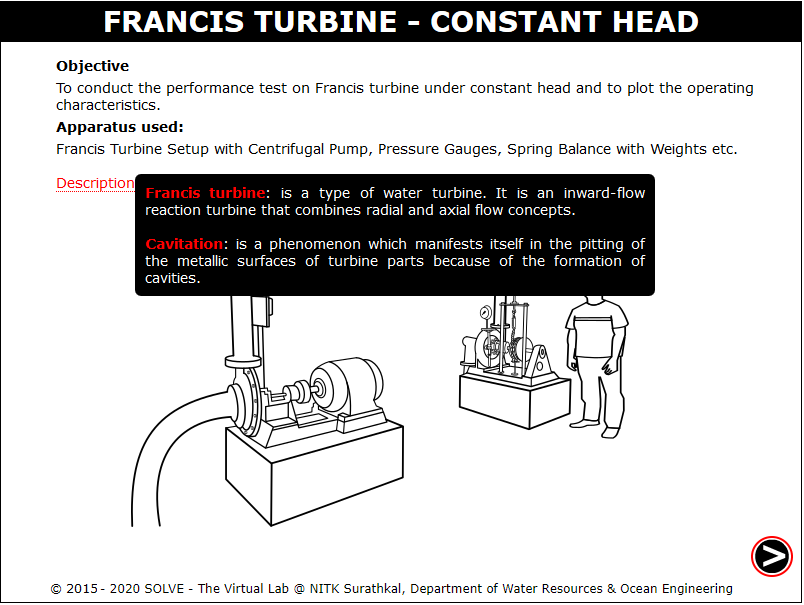 FRANCIS TURBINE - CONSTANT HEAD
Objective
To conduct the performance test on Francis turbine under constant head and to plot the operating
characteristics.
Apparatus used:
Francis Turbine Setup with Centrifugal Pump, Pressure Gauges, Spring Balance with Weights etc.
Description
Francis turbine: is a type of water turbine. It is an inward-flow
reaction turbine that combines radial and axial flow concepts.
Cavitation: is a phenomenon which manifests itself in the pitting of
the metallic surfaces of turbine parts because of the formation of
cavities.
© 2015 - 2020 SOLVE - The Virtual Lab @ NITK Surathkal, Department of Water Resources & Ocean Engineering